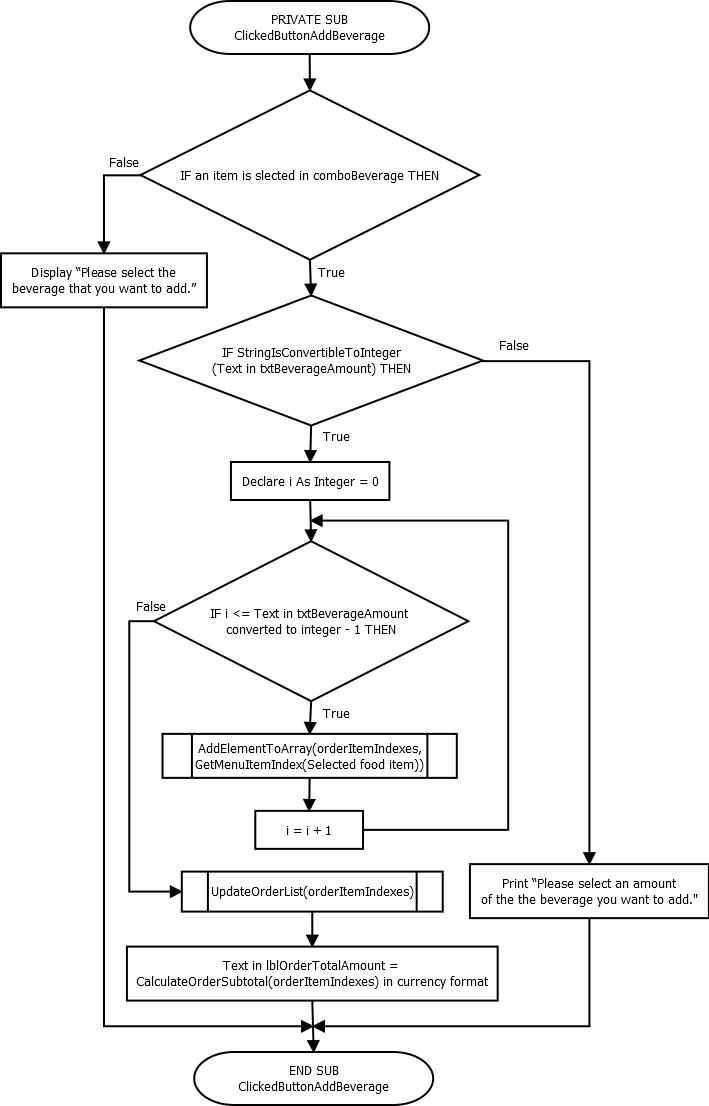 PRIVATE SUB
ClickedButtonAddBeverage
IF an item is slected in comboBeverage THEN
False
True
Display “Please select the
beverage that you want to add.”
IF StringIsConvertibleToInteger
(Text in txtBeverageAmount) THEN
False
True
Declare i As Integer = 0
IF i <= Text in txtBeverageAmount
converted to integer - 1 THEN
False
True
AddElementToArray(orderItemIndexes,
GetMenuItemIndex(Selected food item))
i = i + 1
UpdateOrderList(orderItemIndexes)
Print “Please select an amount
of the the beverage you want to add."
Text in lblOrderTotalAmount =
CalculateOrderSubtotal(orderItemIndexes) in currency format
END SUB
ClickedButtonAddBeverage